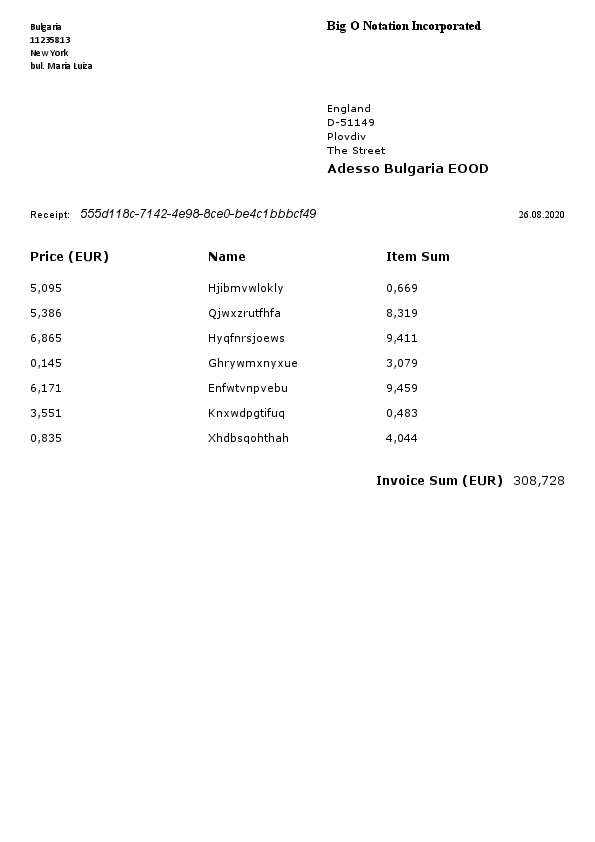 Bulgaria
11235813
New York
bul. Maria Luiza
Big O Notation Incorporated
England
D-51149
Plovdiv
The Street
Adesso Bulgaria EOOD
Receipt: 555d118c-7142-4e98-8ce0-be4c1bbbcf49 26.08.2020
Price (EUR) Name Item Sum
5,095 Hjibmvwlokly 0,669
5,386 Qjwxzrutfhfa 8,319
6,865 Hyqfnrsjoews 9,411
0,145 Ghrywmxnyxue 3,079
6,171 Enfwtvnpvebu 9,459
3,551 Knxwdpgtifuq 0,483
0,835 Xhdbsqohthah 4,044
Invoice Sum (EUR) 308,728